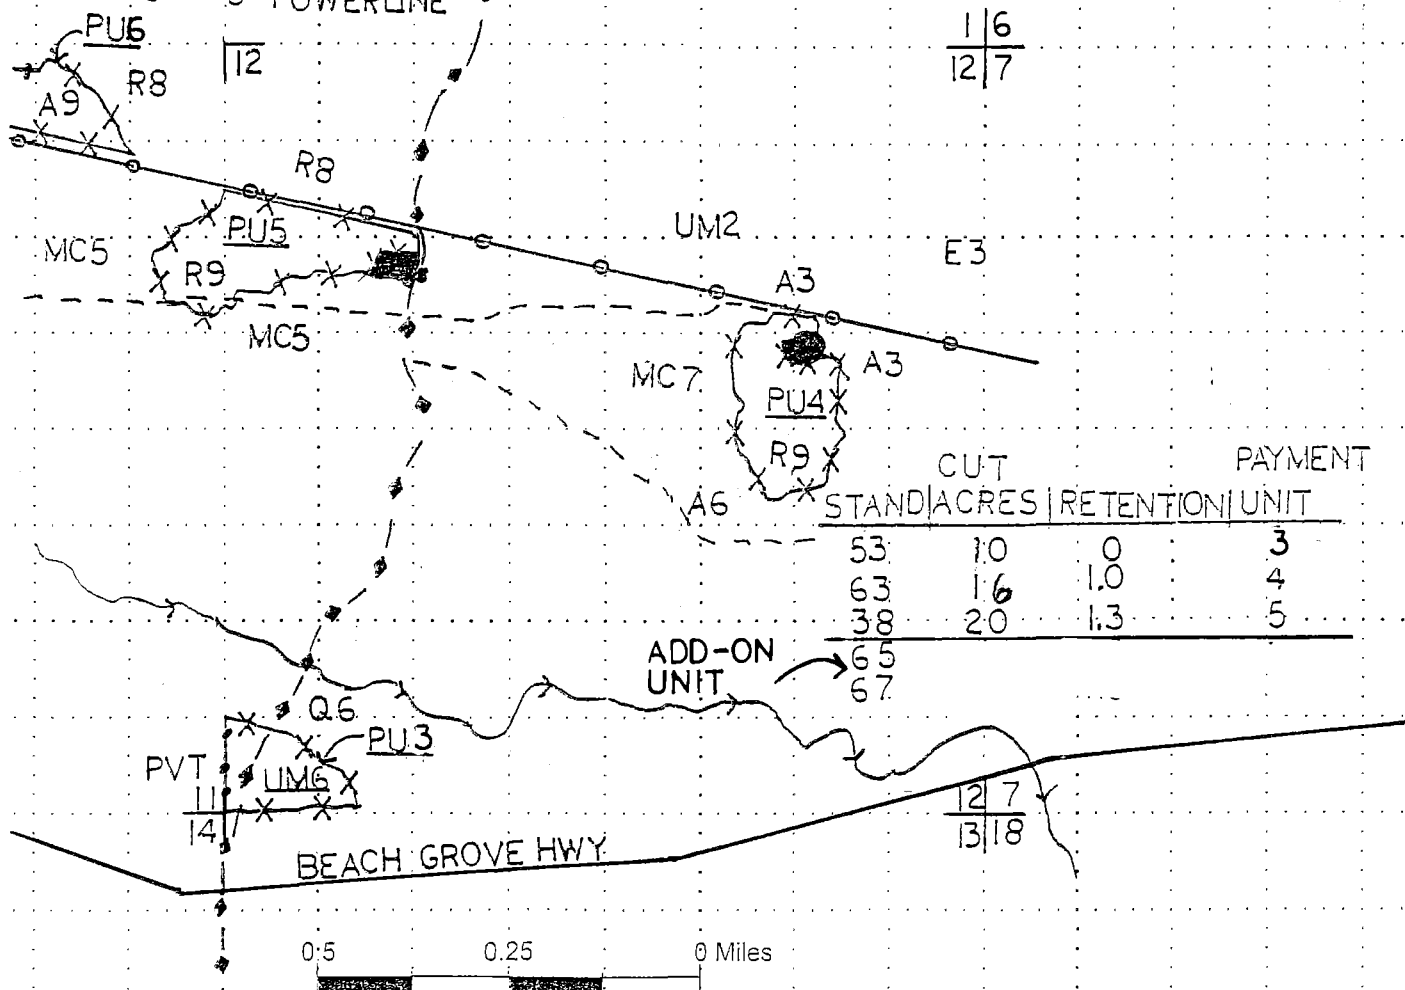 POWERLINE
PU6
12
1 6
12 7
R8
A9
R8
PU5
MC5
R9
UM2
E3
A3
MC5
MC7
A3
PU4
R9
A6
CUT PAYMENT
STAND ACRES RETENTION UNIT
53 10 0 3
63 16 1.0 4
38 20 1.3 5
65
67
ADD-ON
UNIT
Q6
PU3
PVT
UM6
11
14
12 7
13 18
BEACH GROVE HWY
0.5 0.25 0 Miles